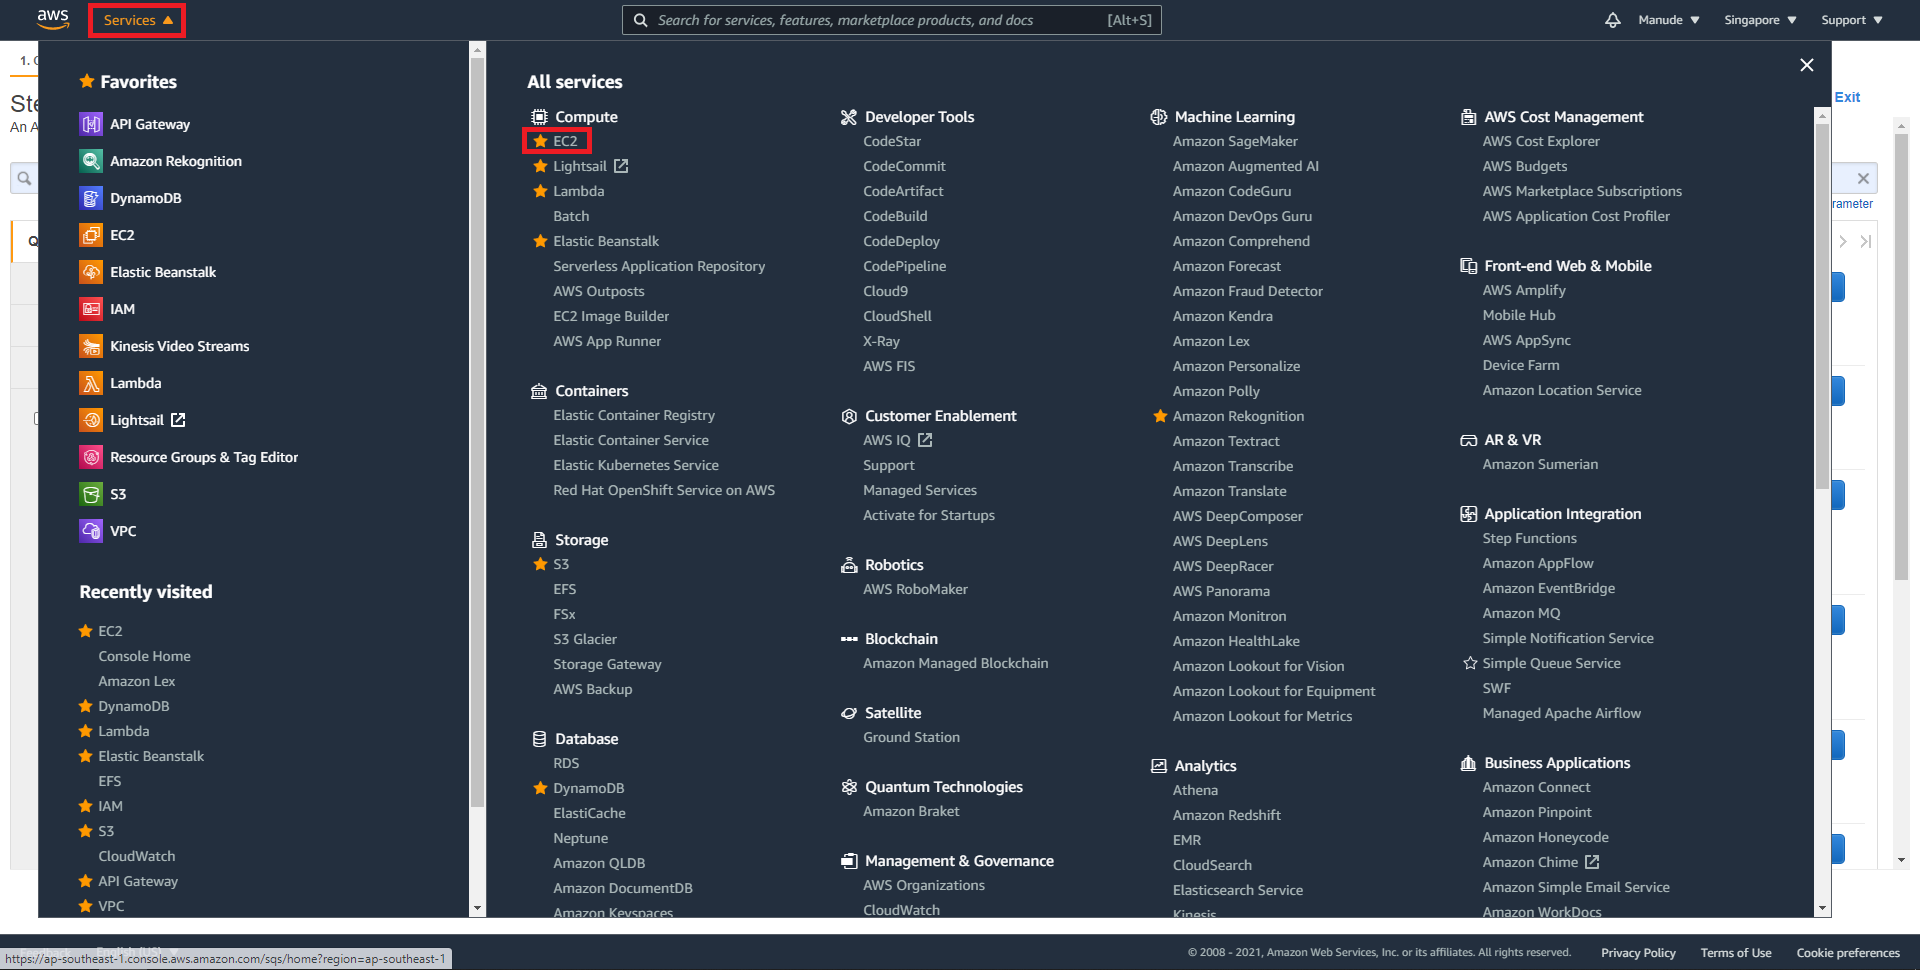 aws
Services
Search for services, features, marketplace products, and docs
[Alt+S]
Manude
Singapore
Support
1.
Exit
An A
rameter
Favorites
API Gateway
Amazon Rekognition
DynamoDB
EC2
Elastic Beanstalk
IAM
Kinesis Video Streams
Lambda
Lightsail
Resource Groups & Tag Editor
S3
VPC
Recently visited
EC2
Console Home
Amazon Lex
DynamoDB
Lambda
Elastic Beanstalk
EFS
IAM
S3
CloudWatch
API Gateway
VPC
All services
Compute
EC2
Lightsail
Lambda
Batch
Elastic Beanstalk
Serverless Application Repository
AWS Outposts
EC2 Image Builder
AWS App Runner
Containers
Elastic Container Registry
Elastic Container Service
Elastic Kubernetes Service
Red Hat OpenShift Service on AWS
Storage
S3
EFS
FSx
S3 Glacier
Storage Gateway
AWS Backup
Database
RDS
DynamoDB
ElastiCache
Neptune
Amazon QLDB
Amazon DocumentDB
Amazon Keyspaces
Developer Tools
CodeStar
CodeCommit
CodeArtifact
CodeBuild
CodeDeploy
CodePipeline
Cloud9
CloudShell
X-Ray
AWS FIS
Customer Enablement
AWS IQ
Support
Managed Services
Activate for Startups
Robotics
AWS RoboMaker
Blockchain
Amazon Managed Blockchain
Satellite
Ground Station
Quantum Technologies
Amazon Braket
Management & Governance
AWS Organizations
CloudWatch
Machine Learning
Amazon SageMaker
Amazon Augmented AI
Amazon CodeGuru
Amazon DevOps Guru
Amazon Comprehend
Amazon Forecast
Amazon Fraud Detector
Amazon Kendra
Amazon Lex
Amazon Personalize
Amazon Polly
Amazon Rekognition
Amazon Textract
Amazon Transcribe
Amazon Translate
AWS DeepComposer
AWS DeepLens
AWS DeepRacer
AWS Panorama
Amazon Monitron
Amazon HealthLake
Amazon Lookout for Vision
Amazon Lookout for Equipment
Amazon Lookout for Metrics
Analytics
Athena
Amazon Redshift
EMR
CloudSearch
Elasticsearch Service
Kinesis
AWS Cost Management
AWS Cost Explorer
AWS Budgets
AWS Marketplace Subscriptions
AWS Application Cost Profiler
Front-end Web & Mobile
AWS Amplify
Mobile Hub
AWS AppSync
Device Farm
Amazon Location Service
AR & VR
Amazon Sumerian
Application Integration
Step Functions
Amazon AppFlow
Amazon EventBridge
Amazon MQ
Simple Notification Service
Simple Queue Service
SWF
Managed Apache Airflow
Business Applications
Amazon Connect
Amazon Pinpoint
Amazon Honeycode
Amazon Chime
Amazon Simple Email Service
Amazon WorkDocs
https://ap-southeast-1.console.aws.amazon.com/sqs/home?region=ap-southeast-1
© 2008 - 2021, Amazon Web Services, Inc. or its affiliates. All rights reserved.
Privacy Policy
Terms of Use
Cookie preferences